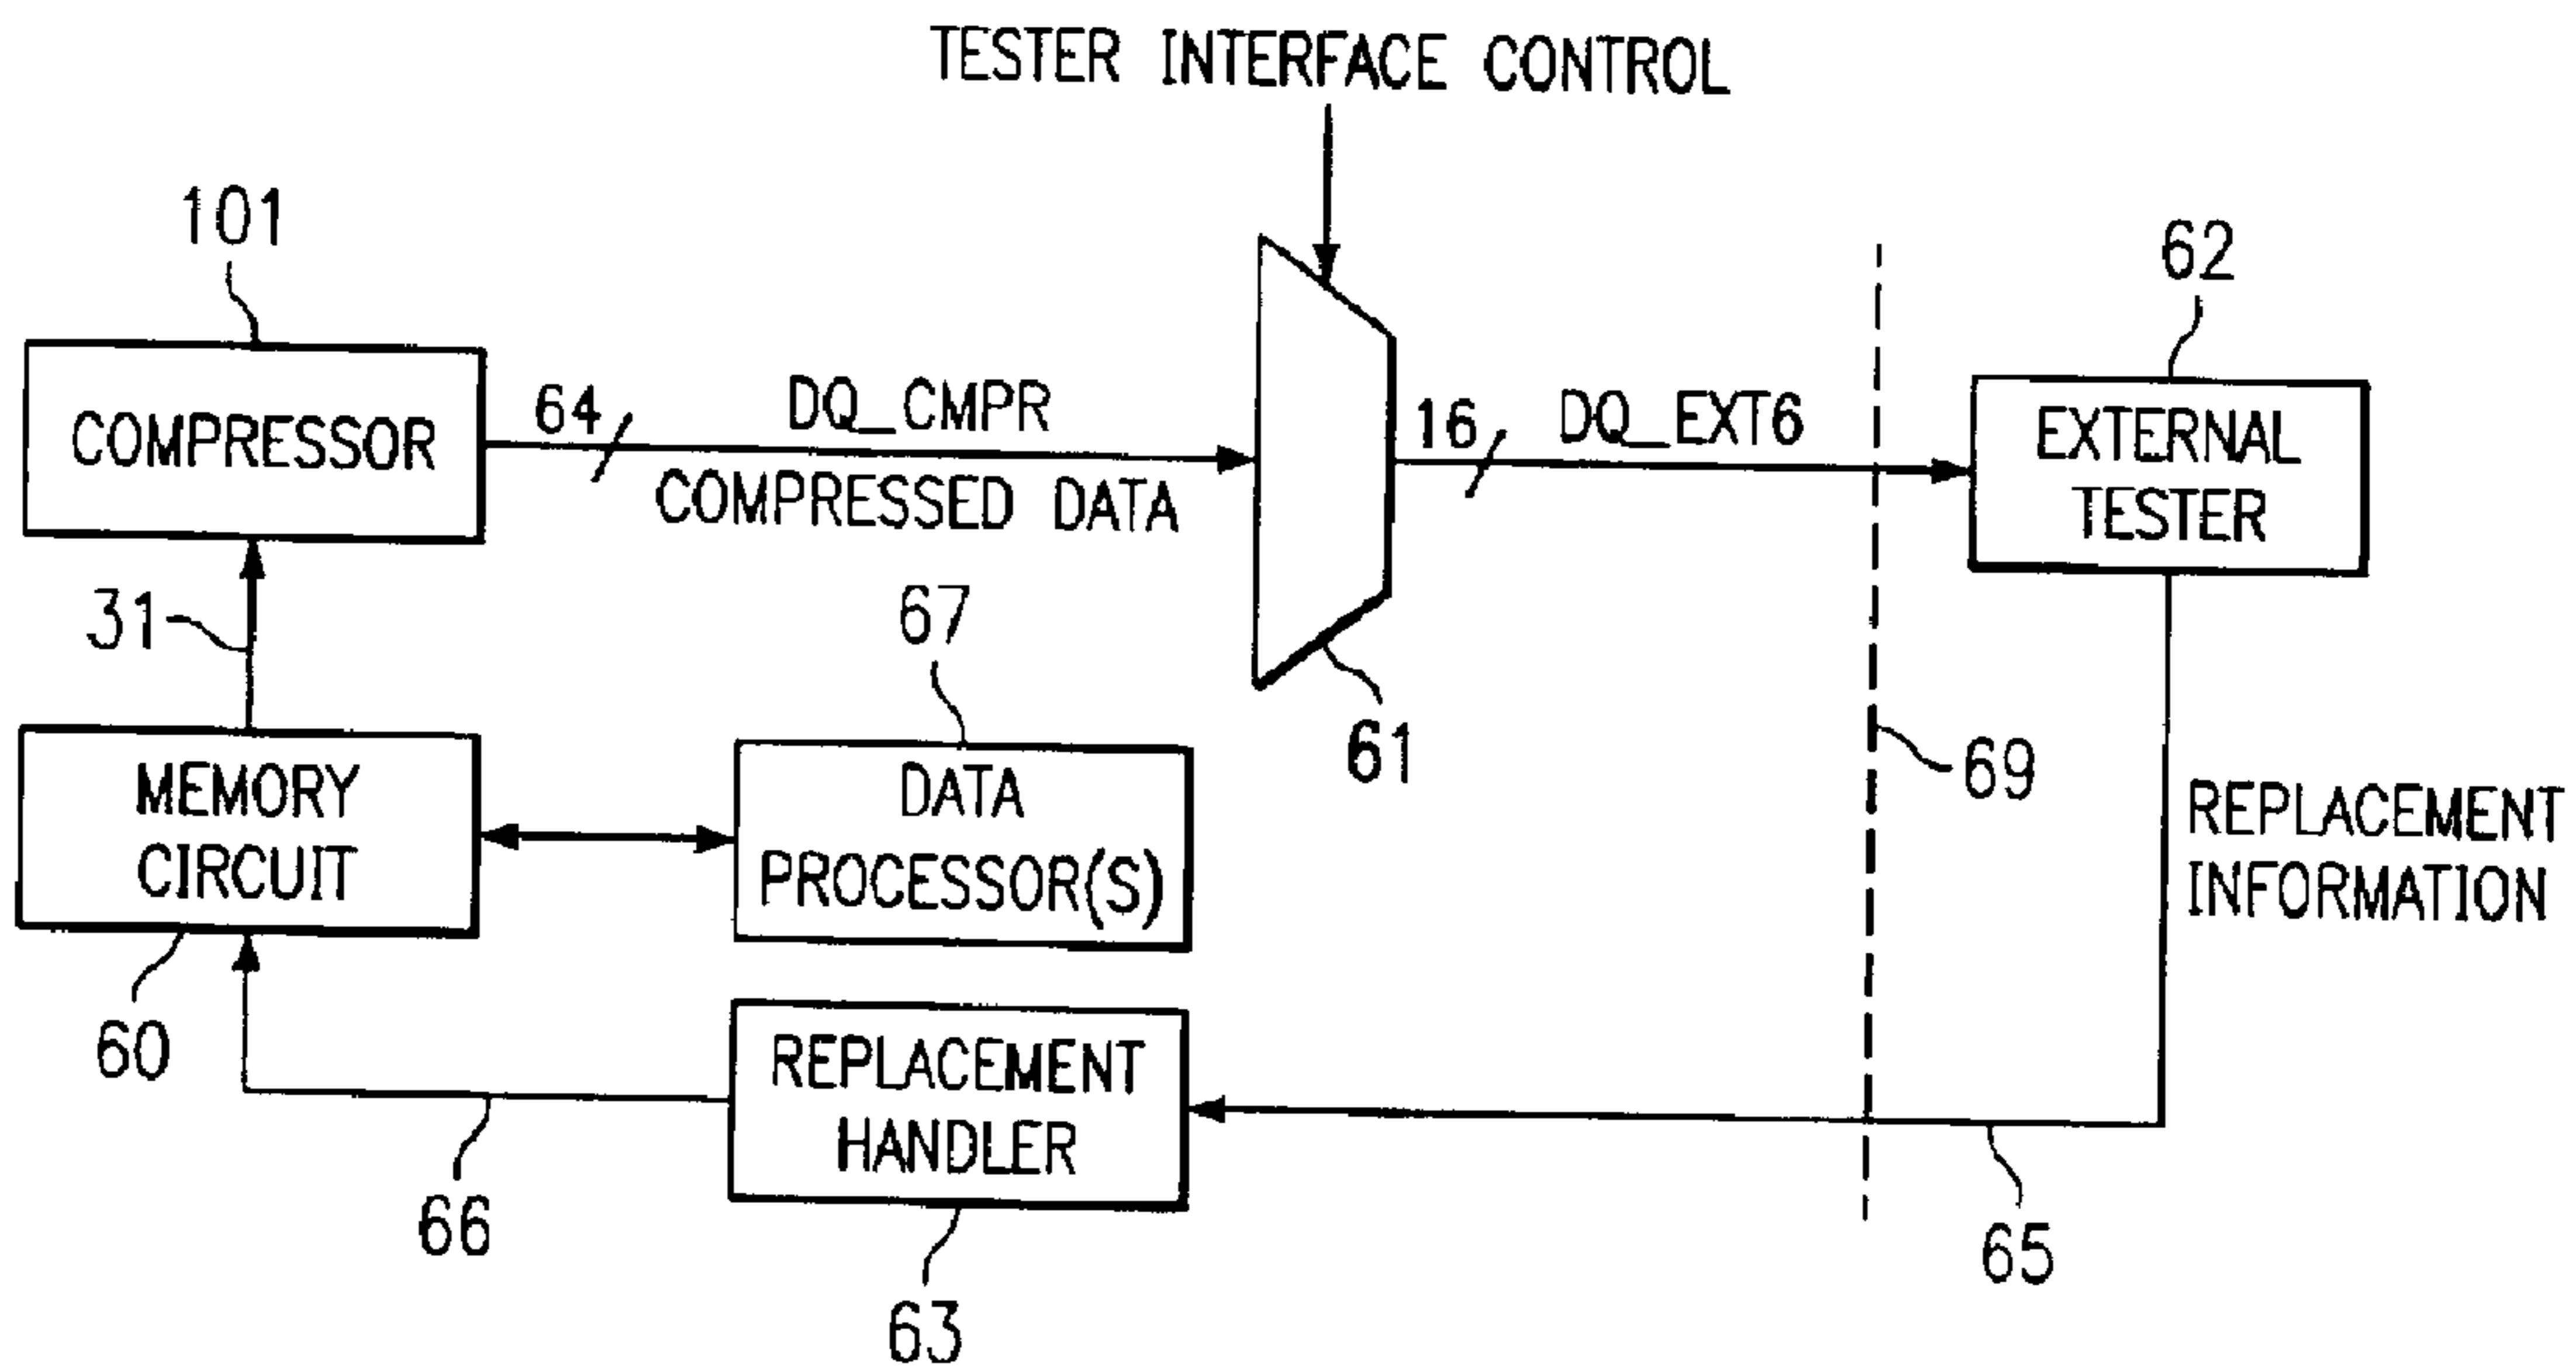 TESTER INTERFACE CONTROL
101
62
COMPRESSOR
64
DQ_CMPR
COMPRESSED DATA
16
DQ_EXT6
EXTERNAL
TESTER
31
67
61
69
MEMORY
CIRCUIT
DATA
PROCESSOR(S)
REPLACEMENT
INFORMATION
60
REPLACEMENT
HANDLER
66
63
65